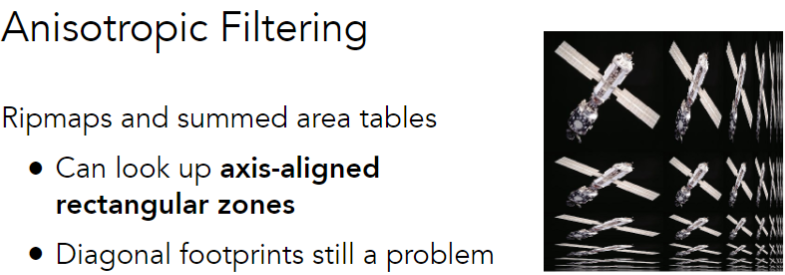 Anisotropic Filtering
Ripmaps and summed area tables
• Can look up axis-aligned
rectangular zones
• Diagonal footprints still a problem